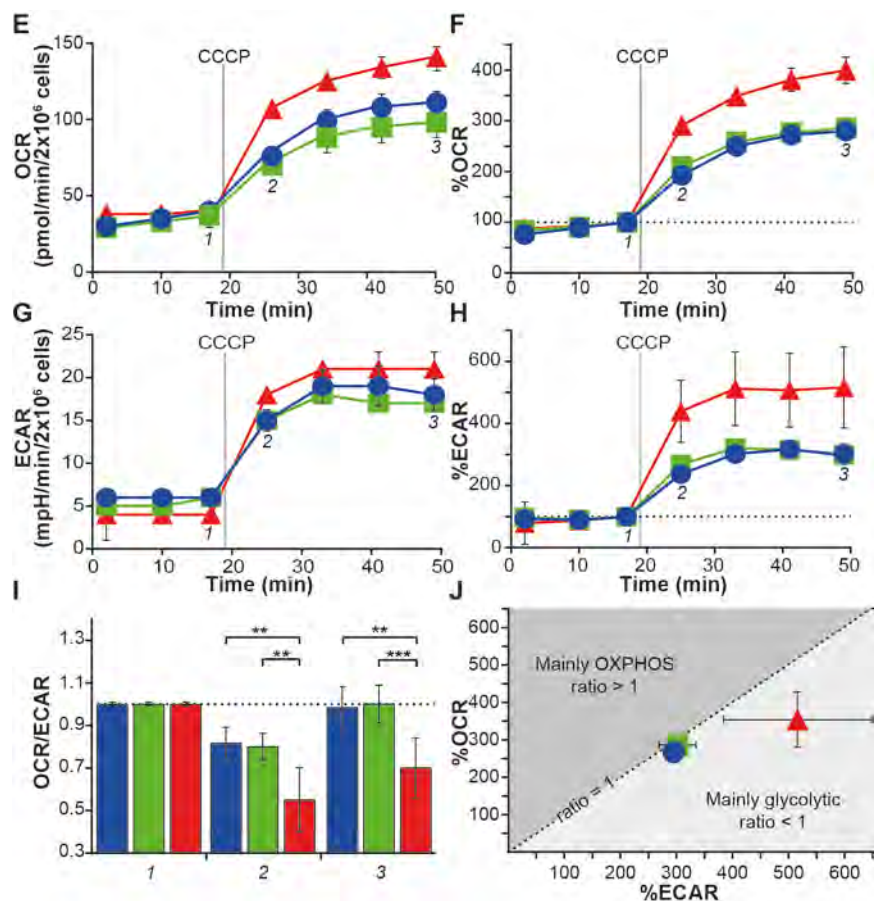 E
F
CCCP
CCCP
150
100
50
0
OCR
(pmol/min/2x10⁶ cells)
1
2
3
0 10 20 30 40 50
Time (min)
400
300
200
100
0
%OCR
1
2
3
0 10 20 30 40 50
Time (min)
G
H
CCCP
CCCP
25
20
15
10
5
0
ECAR
(mpH/min/2x10⁶ cells)
1
2
3
0 10 20 30 40 50
Time (min)
600
400
200
0
%ECAR
1
2
3
0 10 20 30 40 50
Time (min)
I
1.3
1.0
0.9
0.7
0.5
0.3
OCR/ECAR
** **
** ***
1 2 3
J
600
500
400
300
200
100
%OCR
Mainly OXPHOS
ratio > 1
ratio = 1
Mainly glycolytic
ratio < 1
100 200 300 400 500 600
%ECAR